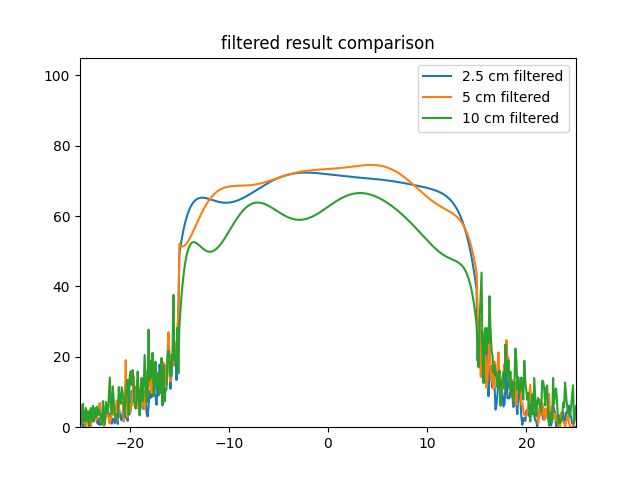 filtered result comparison
2.5 cm filtered
5 cm filtered
10 cm filtered
100
80
60
40
20
0
−20 −10 0 10 20